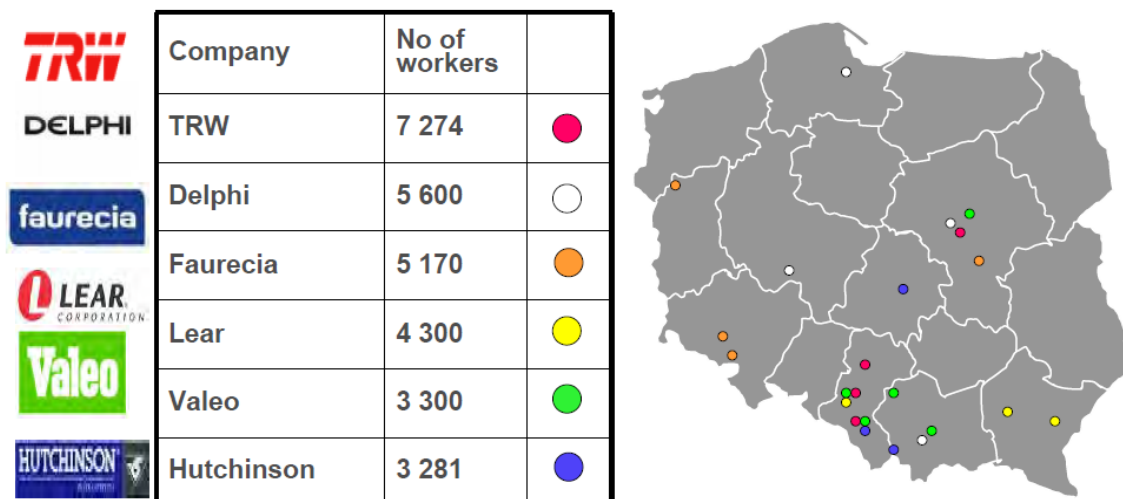 TRW
DELPHI
faurecia
LEAR.
CORPORATION
Valeo
HUTCHINSON
Company
No of
workers
TRW
7 274
Delphi
5 600
Faurecia
5 170
Lear
4 300
Valeo
3 300
Hutchinson
3 281